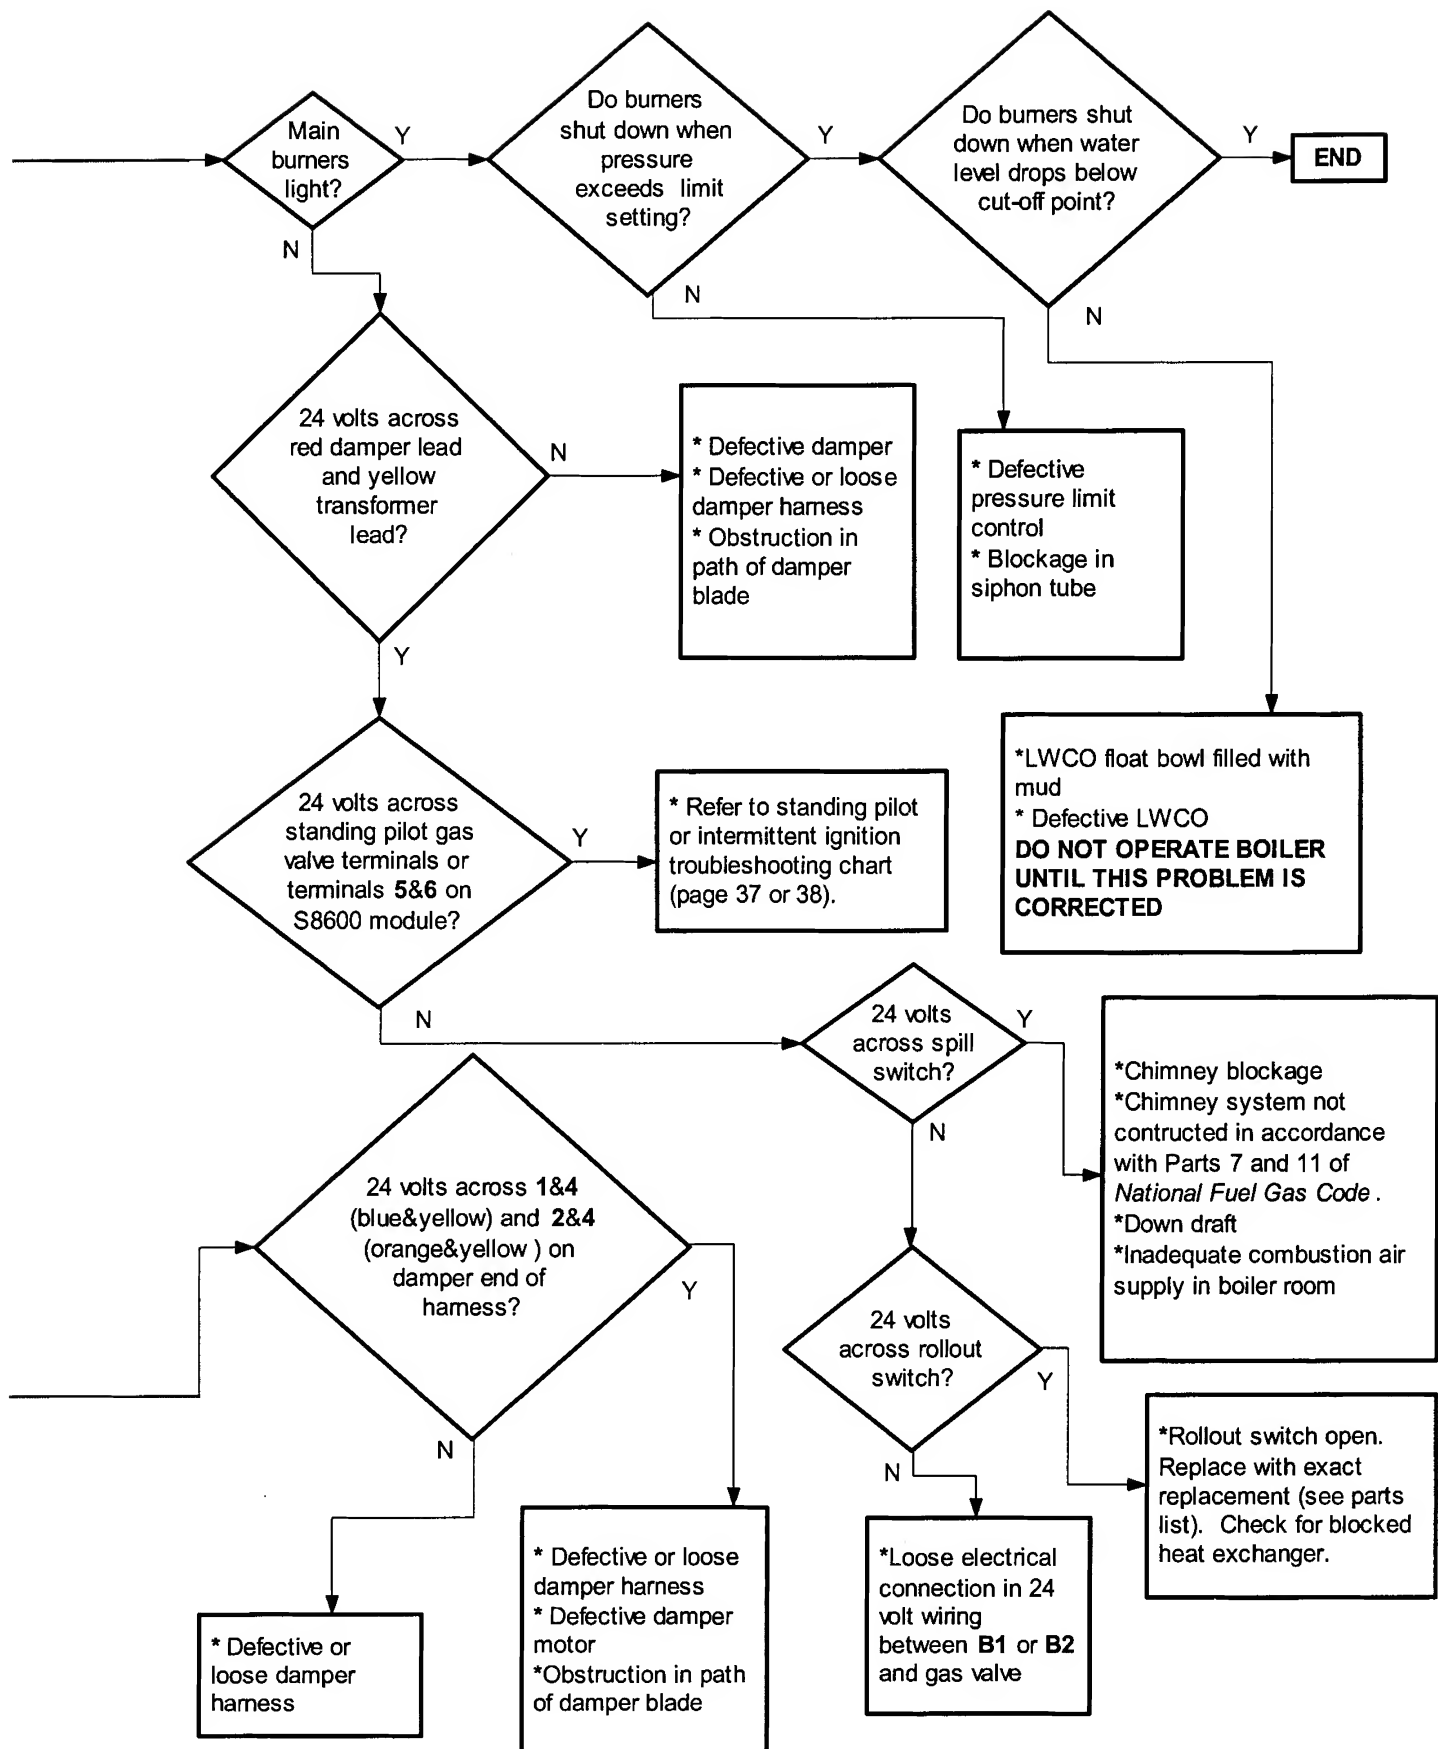 Main
burners
light?
Y
N
Do burners
shut down when
pressure
exceeds limit
setting?
Y
N
Do burners shut
down when water
level drops below
cut-off point?
Y
N
END
24 volts across
red damper lead
and yellow
transformer
lead?
N
Y
* Defective damper
* Defective or loose
damper harness
* Obstruction in
path of damper
blade
* Defective
pressure limit
control
* Blockage in
siphon tube
*LWCO float bowl filled with
mud
* Defective LWCO
DO NOT OPERATE BOILER
UNTIL THIS PROBLEM IS
CORRECTED
24 volts across
standing pilot gas
valve terminals or
terminals 5&6 on
S8600 module?
Y
N
* Refer to standing pilot
or intermittent ignition
troubleshooting chart
(page 37 or 38).
24 volts
across spill
switch?
Y
N
*Chimney blockage
*Chimney system not
contructed in accordance
with Parts 7 and 11 of
National Fuel Gas Code .
*Down draft
*Inadequate combustion air
supply in boiler room
24 volts across 1&4
(blue&yellow) and 2&4
(orange&yellow ) on
damper end of
harness?
Y
N
24 volts
across rollout
switch?
Y
N
*Rollout switch open.
Replace with exact
replacement (see parts
list). Check for blocked
heat exchanger.
*Loose electrical
connection in 24
volt wiring
between B1 or B2
and gas valve
* Defective or loose
damper harness
* Defective damper
motor
*Obstruction in path
of damper blade
* Defective or
loose damper
harness